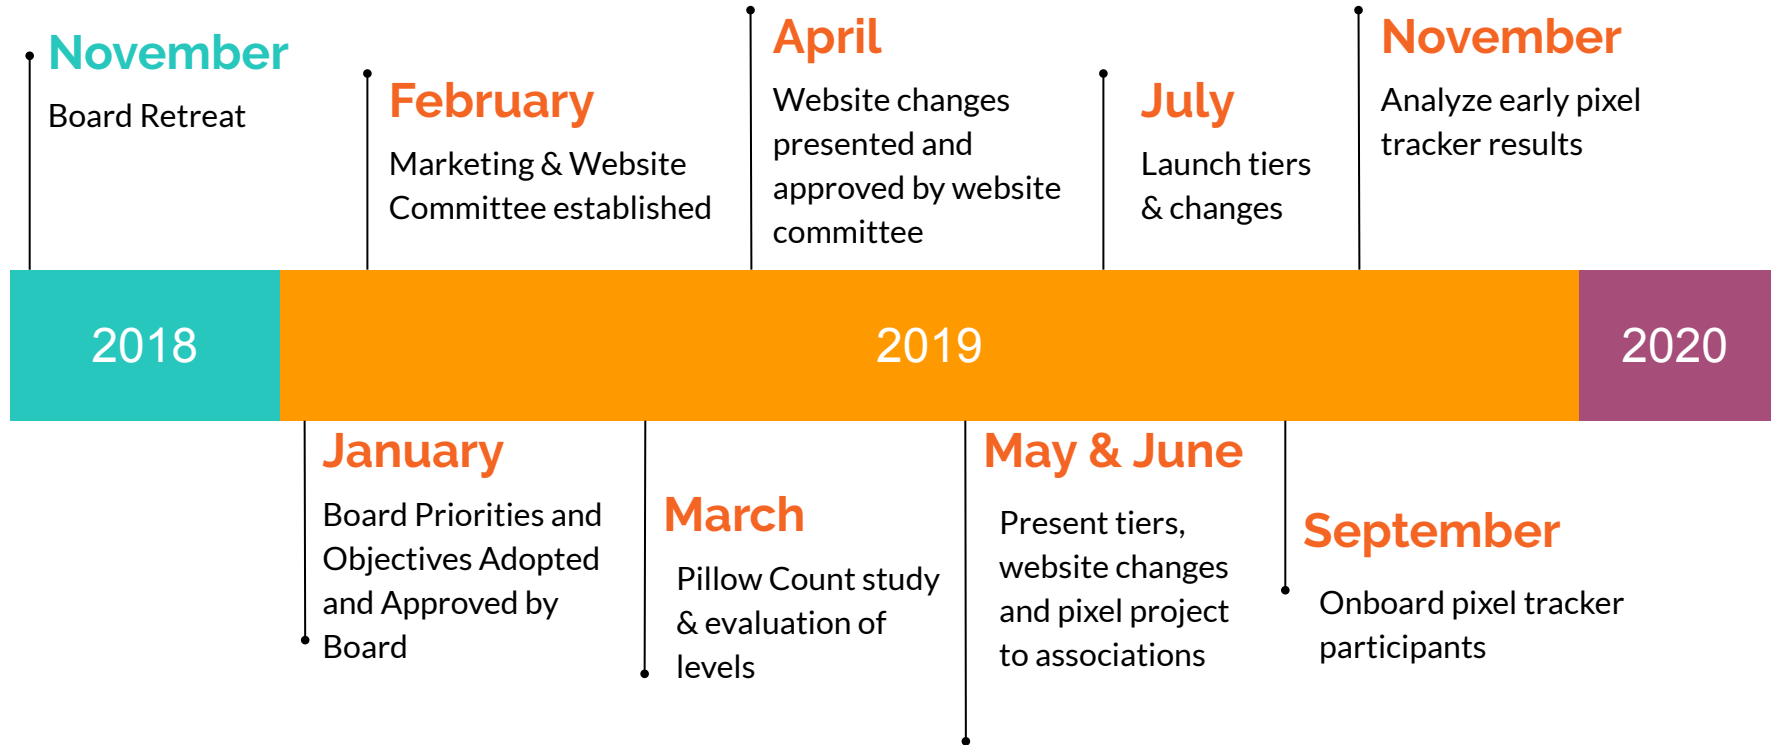 November
Board Retreat
February
Marketing & Website
Committee established
April
Website changes
presented and
approved by website
committee
July
Launch tiers
& changes
November
Analyze early pixel
tracker results
2018
2019
2020
January
Board Priorities and
Objectives Adopted
and Approved by
Board
March
Pillow Count study
& evaluation of
levels
May & June
Present tiers,
website changes
and pixel project
to associations
September
Onboard pixel tracker
participants